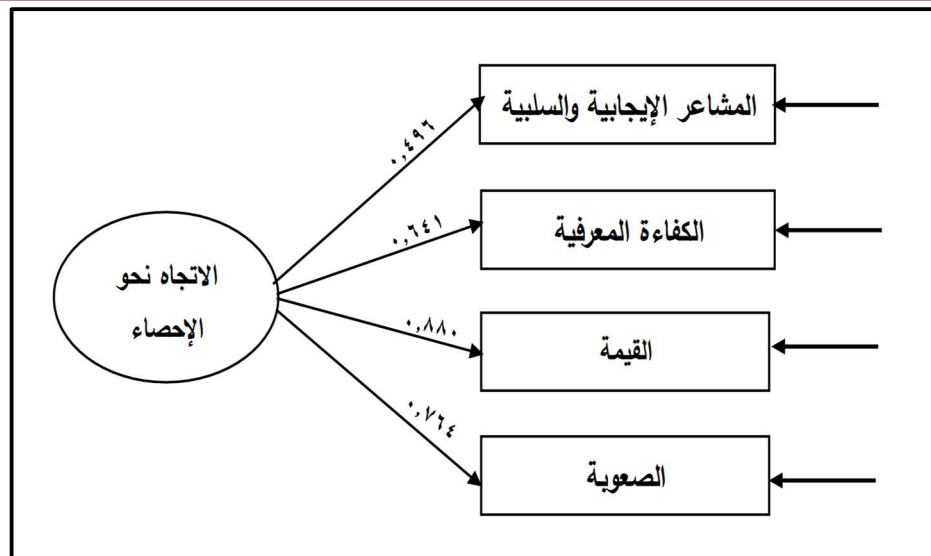 المشاعر الإيجابية والسلبية
٠,٤٩٦
الكفاءة المعرفية
٠,٦٤١
الاتجاه نحو
الإحصاء
القيمة
٠,٨٨٠
الصعوبة
٠,٧٦٤